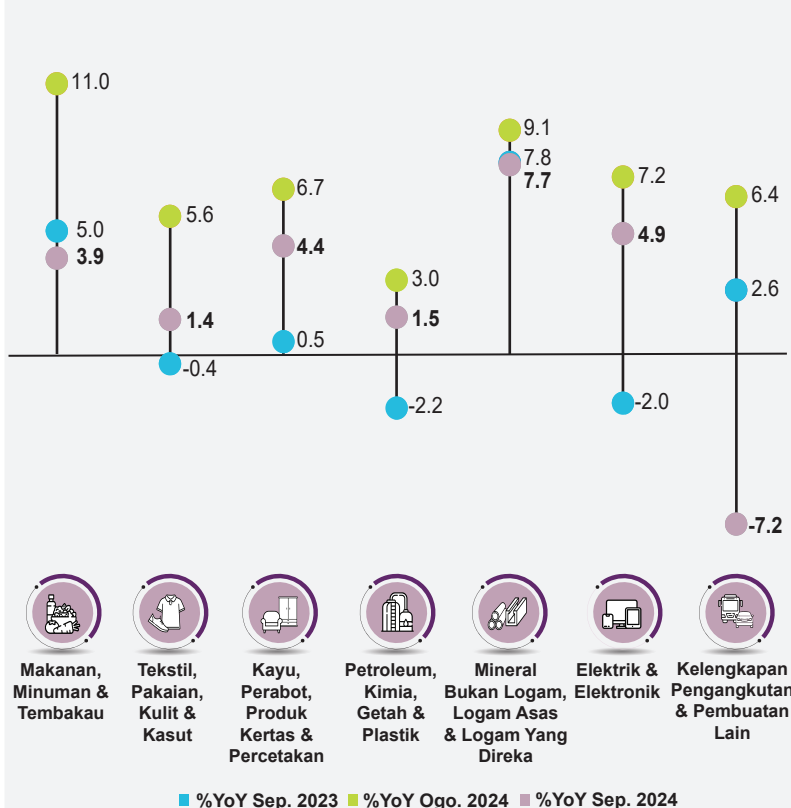 11.0
5.0
3.9
5.6
1.4
-0.4
6.7
4.4
0.5
3.0
1.5
-2.2
9.1
7.8
7.7
7.2
4.9
-2.0
6.4
2.6
-7.2
Makanan,
Minuman &
Tembakau
Tekstil,
Pakaian,
Kulit &
Kasut
Kayu,
Perabot,
Produk
Kertas &
Percetakan
Petroleum,
Kimia,
Getah &
Plastik
Mineral
Bukan Logam,
Logam Asas
& Logam Yang
Direka
Elektrik &
Elektronik
Kelengkapan
Pengangkutan
& Pembuatan
Lain
%YoY Sep. 2023 %YoY Ogo. 2024 %YoY Sep. 2024